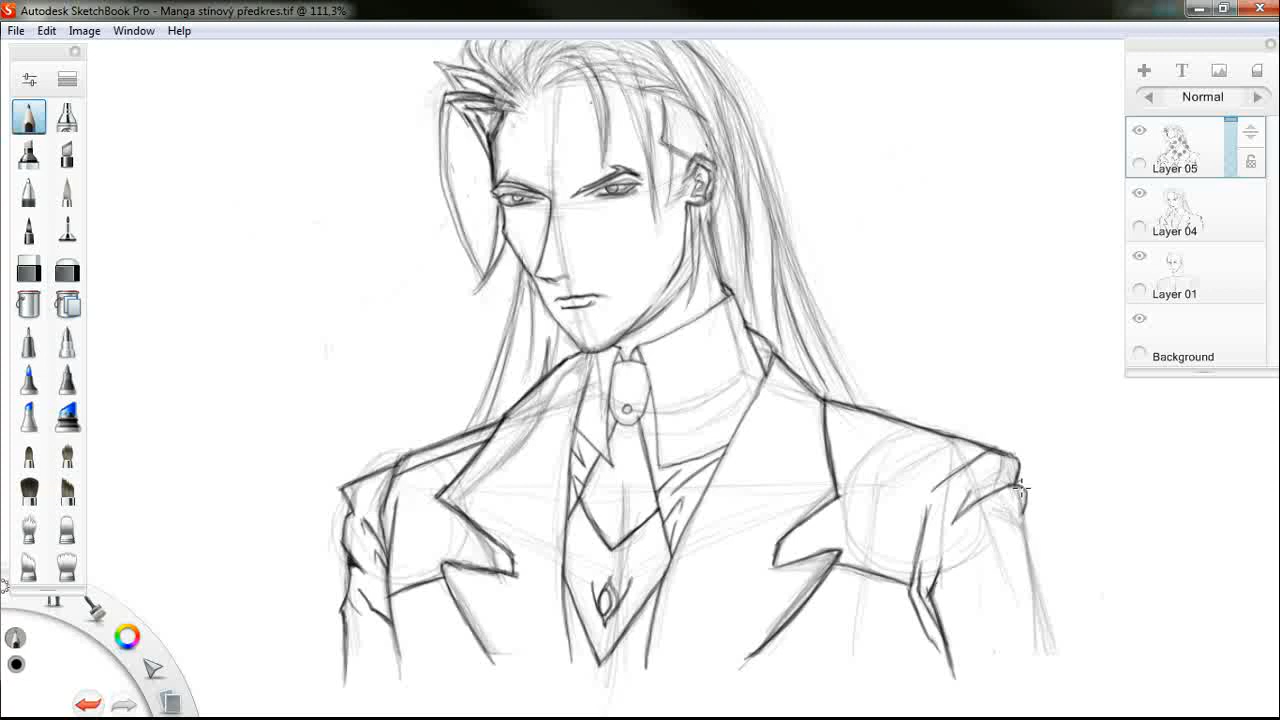 Autodesk SketchBook Pro - Manga stínový předkres.tif @ 111,3%
File Edit Image Window Help
T
Normal
Layer 05
Layer 04
Layer 01
Background